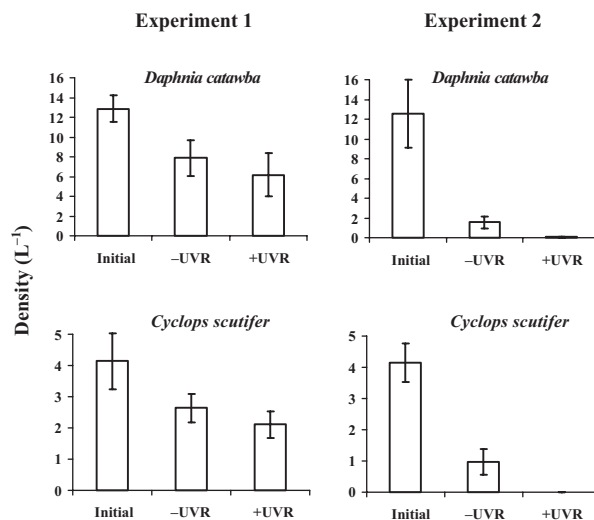 Experiment 1
Experiment 2
Density (L⁻¹)
Daphnia catawba
16
14
12
10
8
6
4
2
0
Initial –UVR +UVR
Daphnia catawba
16
14
12
10
8
6
4
2
0
Initial –UVR +UVR
Cyclops scutifer
5
4
3
2
1
0
Initial –UVR +UVR
Cyclops scutifer
5
4
3
2
1
0
Initial –UVR +UVR